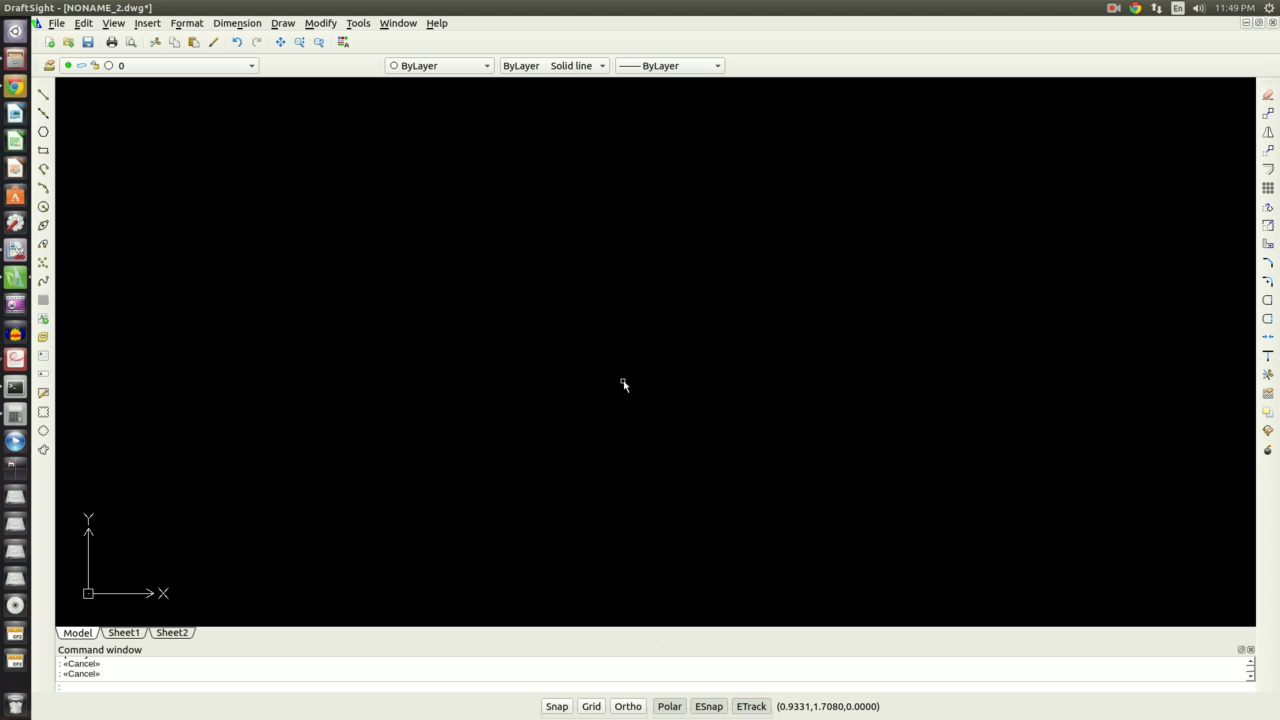 DraftSight - [NONAME_2.dwg*]
En
11:49 PM
File Edit View Insert Format Dimension Draw Modify Tools Window Help
0
ByLayer
ByLayer Solid line
ByLayer
Y
X
Model Sheet1 Sheet2
Command window
: «Cancel»
: «Cancel»
:
Snap Grid Ortho Polar ESnap ETrack (0.9331,1.7080,0.0000)